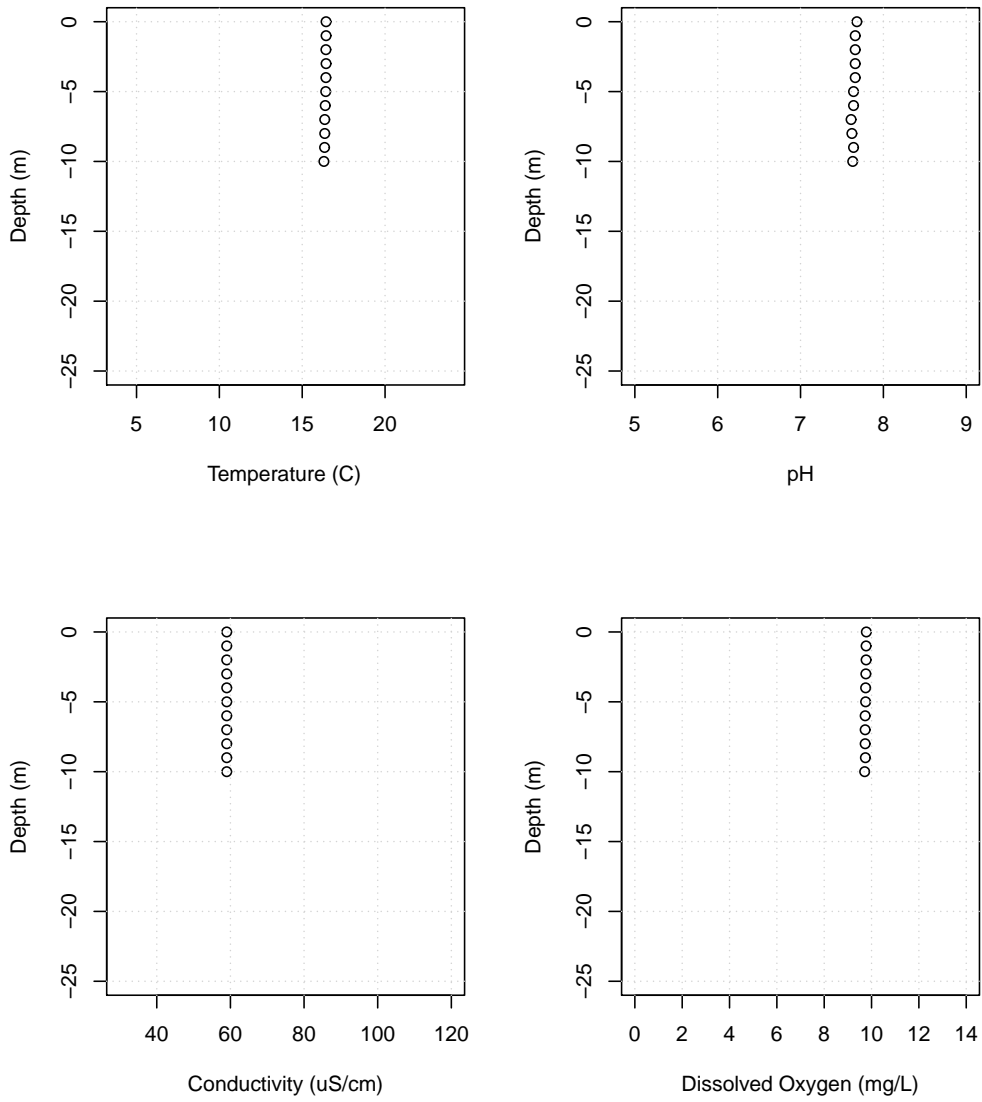 0
−5
−10
−15
−20
−25
Depth (m)
5 10 15 20
Temperature (C)
0
−5
−10
−15
−20
−25
Depth (m)
5 6 7 8 9
pH
0
−5
−10
−15
−20
−25
Depth (m)
40 60 80 100 120
Conductivity (uS/cm)
0
−5
−10
−15
−20
−25
Depth (m)
0 2 4 6 8 10 12 14
Dissolved Oxygen (mg/L)